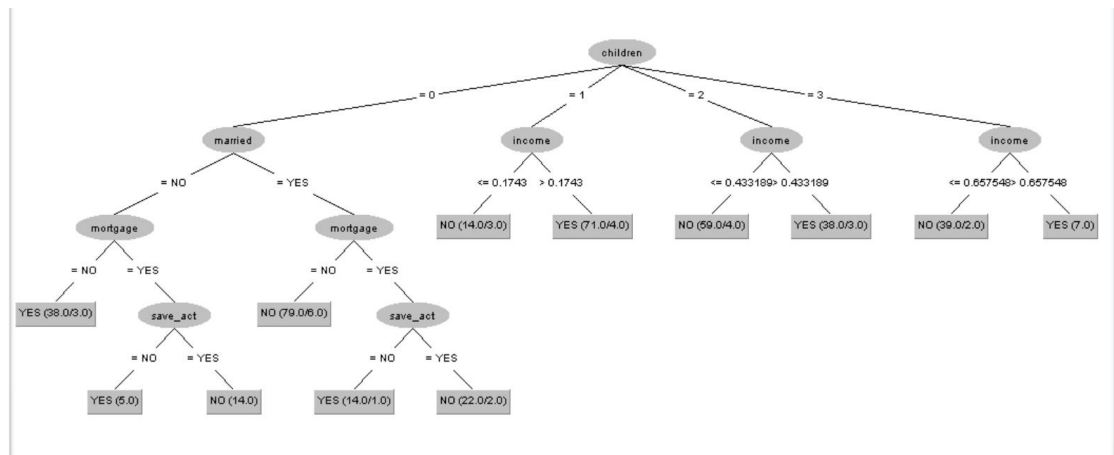 children
= 0
= 1
= 2
= 3
married
income
income
income
= NO
= YES
<= 0.1743
> 0.1743
<= 0.433189
> 0.433189
<= 0.657548
> 0.657548
mortgage
mortgage
NO (14.0/3.0)
YES (71.0/4.0)
NO (59.0/4.0)
YES (38.0/3.0)
NO (39.0/2.0)
YES (7.0)
= NO
= YES
= NO
= YES
YES (38.0/3.0)
save_act
NO (79.0/6.0)
save_act
= NO
= YES
= NO
= YES
YES (5.0)
NO (14.0)
YES (14.0/1.0)
NO (22.0/2.0)